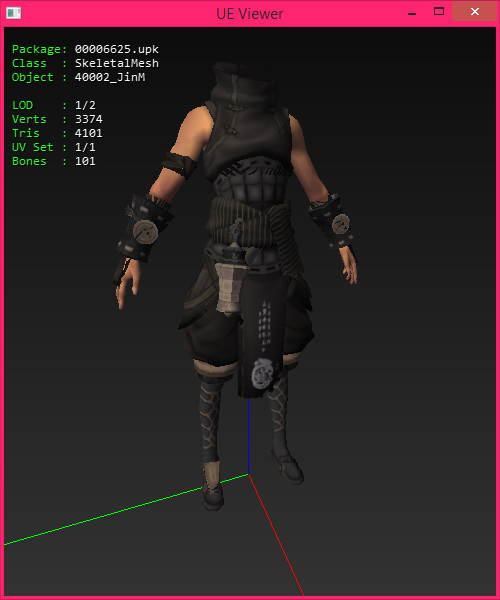 UE Viewer
Package: 00006625.upk
Class : SkeletalMesh
Object : 40002_JinM
LOD : 1/2
Verts : 3374
Tris : 4101
UV Set : 1/1
Bones : 101